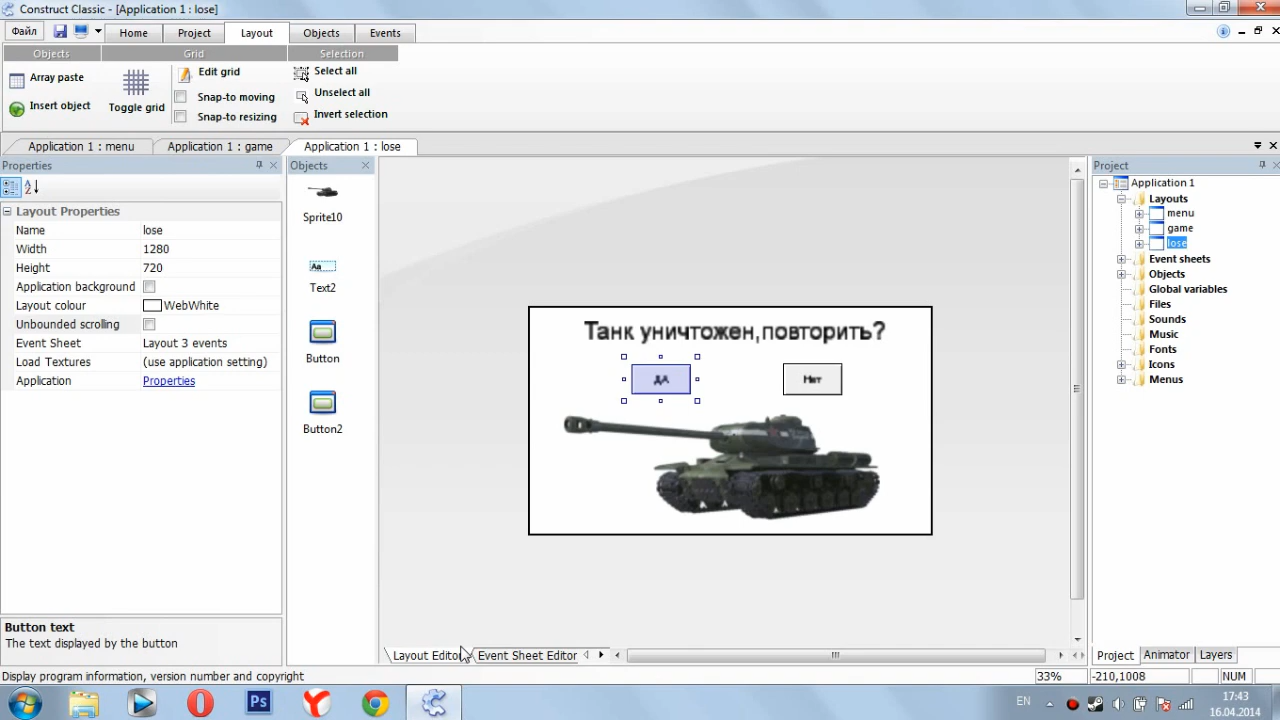 Construct Classic - [Application 1 : lose]
Файл
Home
Project
Layout
Objects
Events
Objects
Grid
Selection
Array paste
Insert object
Toggle grid
Edit grid
Snap-to moving
Snap-to resizing
Select all
Unselect all
Invert selection
Application 1 : menu
Application 1 : game
Application 1 : lose
Properties
Layout Properties
Name lose
Width 1280
Height 720
Application background
Layout colour WebWhite
Unbounded scrolling
Event Sheet Layout 3 events
Load Textures (use application setting)
Application Properties
Button text
The text displayed by the button
Objects
Sprite10
Aa
Text2
Button
Button2
Танк уничтожен,повторить?
ДА
Нет
Layout Editor
Event Sheet Editor
Project
Application 1
Layouts
menu
game
lose
Event sheets
Objects
Global variables
Files
Sounds
Music
Fonts
Icons
Menus
Project
Animator
Layers
Display program information, version number and copyright
33%
-210,1008
NUM
Ps
EN
17:43
16.04.2014